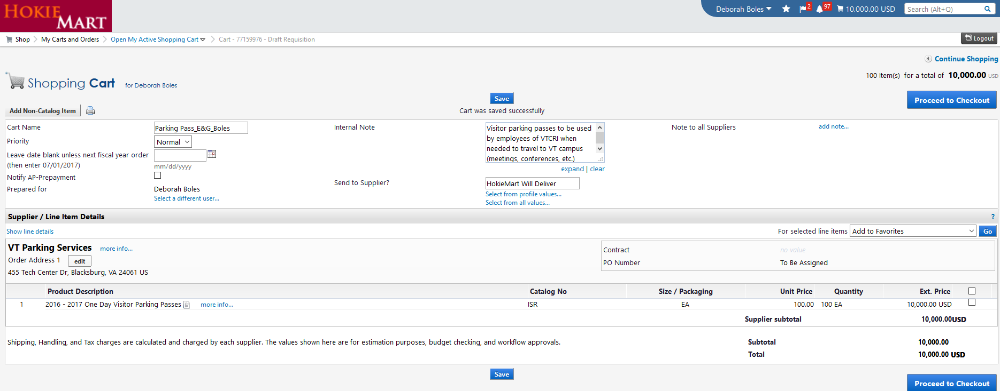 HOKIE MART
Deborah Boles 2 97 10,000.00 USD Search (Alt+Q)
Shop My Carts and Orders Open My Active Shopping Cart Cart - 77159976 - Draft Requisition Logout
Continue Shopping
Shopping Cart for Deborah Boles
100 Item(s) for a total of 10,000.00 USD
Save
Proceed to Checkout
Add Non-Catalog Item
Cart was saved successfully
Cart Name Parking Pass_E&G_Boles
Priority Normal
Leave date blank unless next fiscal year order
(then enter 07/01/2017)
mm/dd/yyyy
Notify AP-Prepayment
Prepared for Deborah Boles
Select a different user...
Internal Note
Visitor parking passes to be used
by employees of VTCRI when
needed to travel to VT campus
(meetings, conferences, etc.)
expand | clear
Send to Supplier? HokieMart Will Deliver
Select from profile values...
Select from all values...
Note to all Suppliers add note...
Supplier / Line Item Details ?
Show line details
For selected line items Add to Favorites Go
VT Parking Services more info...
Order Address 1 edit
455 Tech Center Dr, Blacksburg, VA 24061 US
Contract no value
PO Number To Be Assigned
Product Description Catalog No Size / Packaging Unit Price Quantity Ext. Price
1 2016 - 2017 One Day Visitor Parking Passes more info... ISR EA 100.00 100 EA 10,000.00 USD
Supplier subtotal 10,000.00USD
Shipping, Handling, and Tax charges are calculated and charged by each supplier. The values shown here are for estimation purposes, budget checking, and workflow approvals.
Subtotal 10,000.00
Total 10,000.00 USD
Save
Proceed to Checkout